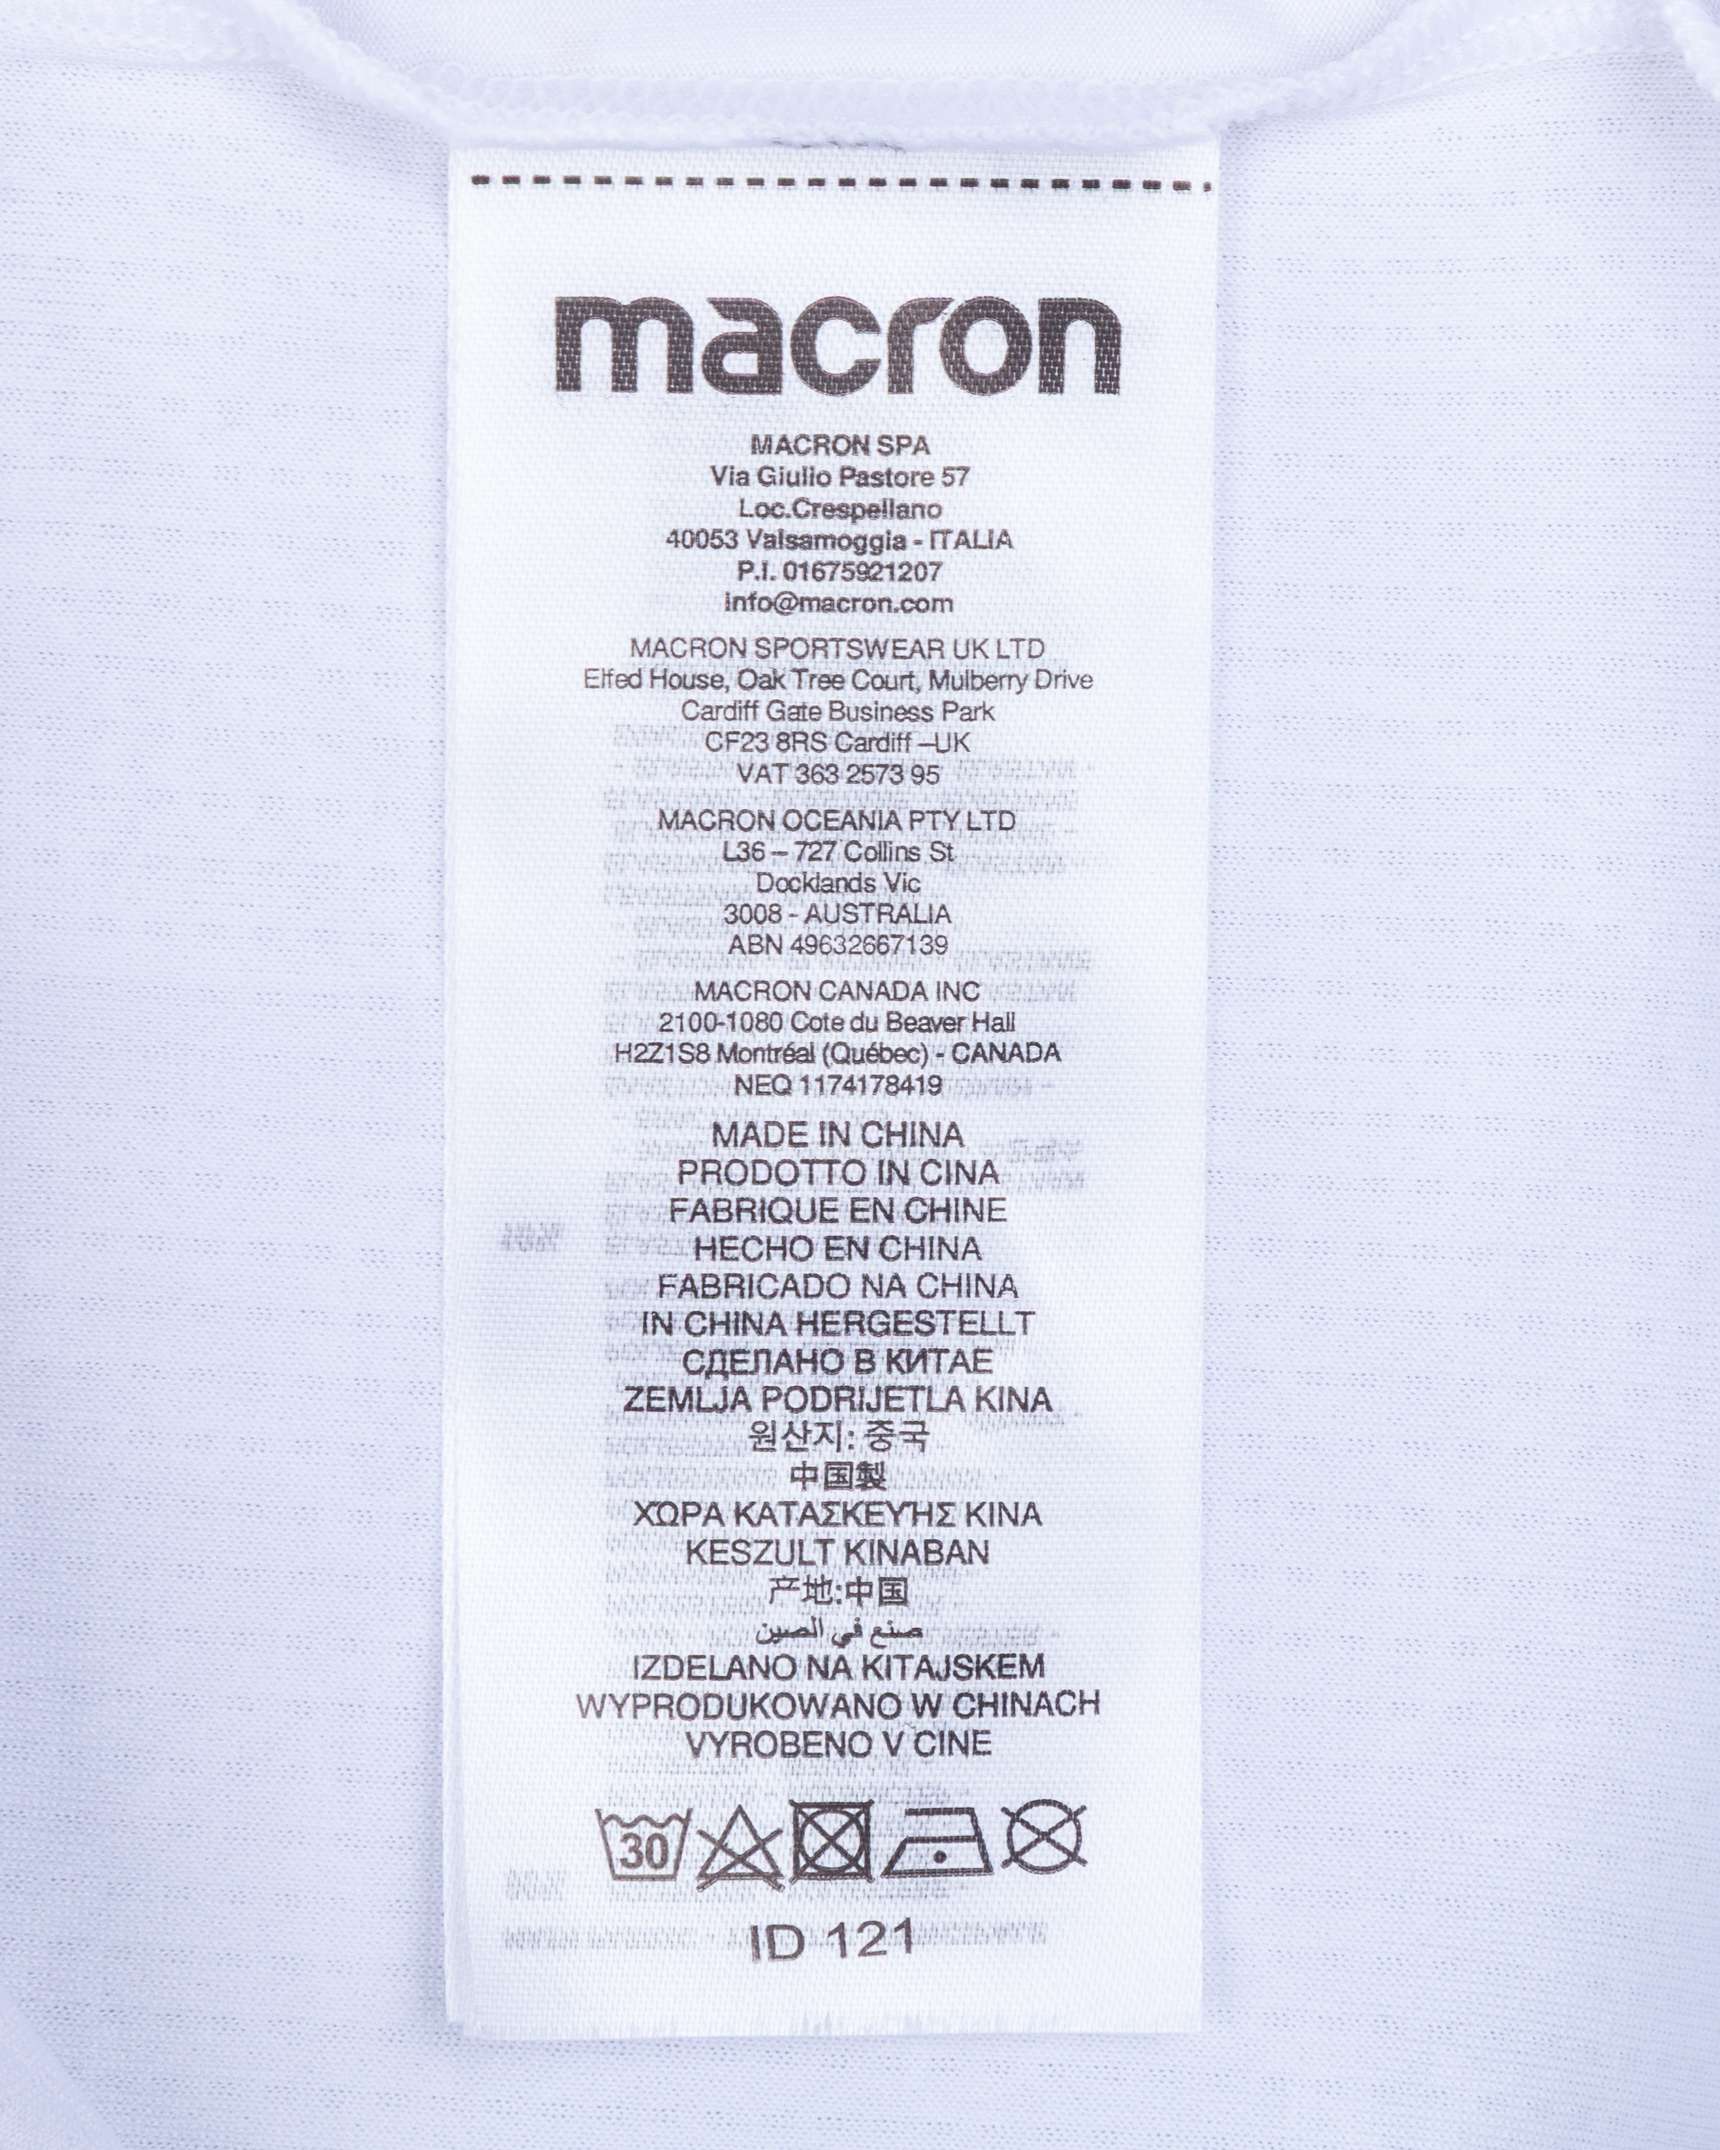 macron
MACRON SPA
Via Giulio Pastore 57
Loc.Crespellano
40053 Valsamoggia - ITALIA
P.I. 01675921207
info@macron.com
MACRON SPORTSWEAR UK LTD
Elfed House, Oak Tree Court, Mulberry Drive
Cardiff Gate Business Park
CF23 8RS Cardiff –UK
VAT 363 2573 95
MACRON OCEANIA PTY LTD
L36 – 727 Collins St
Docklands Vic
3008 - AUSTRALIA
ABN 49632667139
MACRON CANADA INC
2100-1080 Cote du Beaver Hall
H2Z1S8 Montréal (Québec) - CANADA
NEQ 1174178419
MADE IN CHINA
PRODOTTO IN CINA
FABRIQUE EN CHINE
HECHO EN CHINA
FABRICADO NA CHINA
IN CHINA HERGESTELLT
СДЕЛАНО В КИТАЕ
ZEMLJA PODRIJETLA KINA
원산지: 중국
中国製
ΧΏΡΑ ΚΑΤΑΣΚΕΥΉΣ ΚΙΝΑ
KESZULT KINABAN
产地:中国
صنع في الصين
IZDELANO NA KITAJSKEM
WYPRODUKOWANO W CHINACH
VYROBENO V CINE
30
ID 121